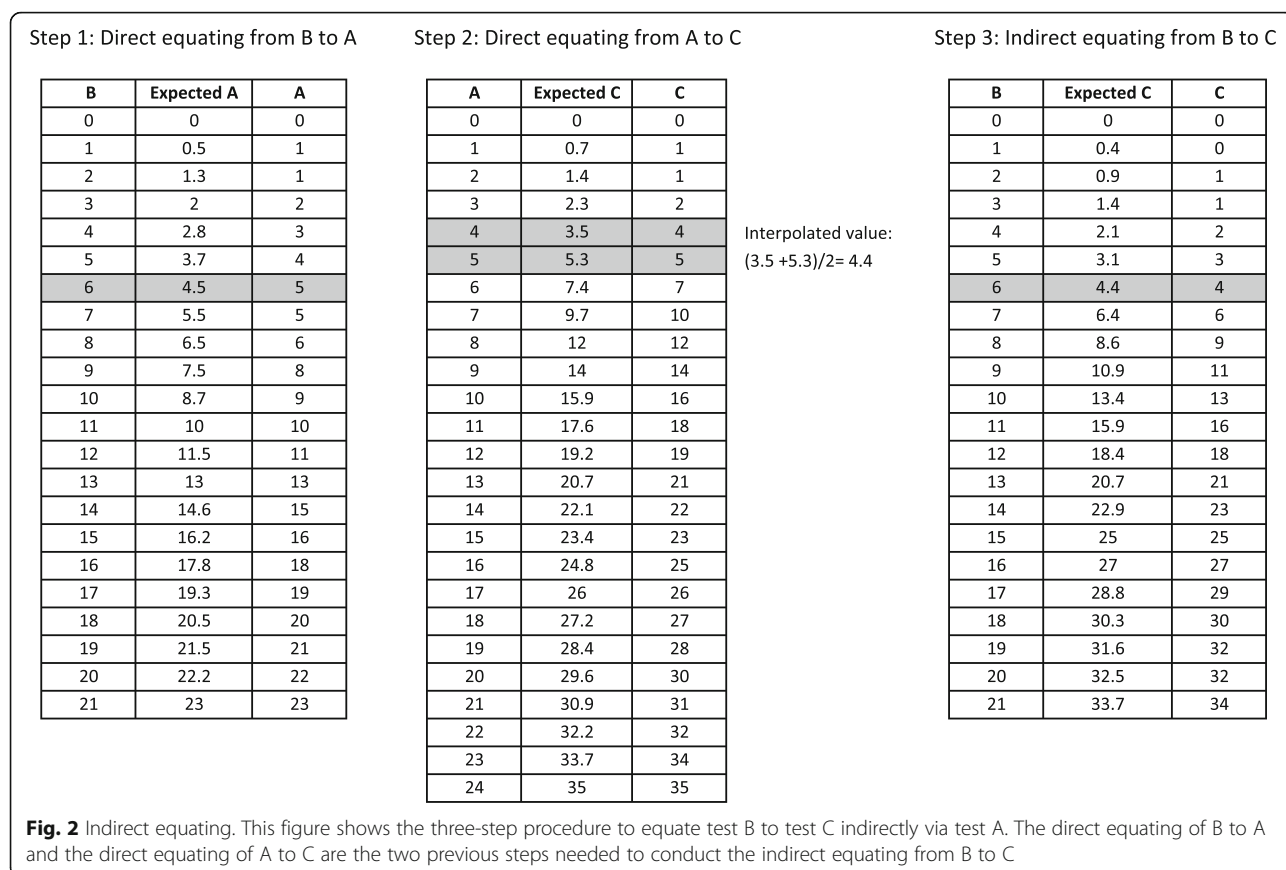 Step 1: Direct equating from B to A
B Expected A A
0 0 0
1 0.5 1
2 1.3 1
3 2 2
4 2.8 3
5 3.7 4
6 4.5 5
7 5.5 5
8 6.5 6
9 7.5 8
10 8.7 9
11 10 10
12 11.5 11
13 13 13
14 14.6 15
15 16.2 16
16 17.8 18
17 19.3 19
18 20.5 20
19 21.5 21
20 22.2 22
21 23 23
Step 2: Direct equating from A to C
A Expected C C
0 0 0
1 0.7 1
2 1.4 1
3 2.3 2
4 3.5 4
5 5.3 5
6 7.4 7
7 9.7 10
8 12 12
9 14 14
10 15.9 16
11 17.6 18
12 19.2 19
13 20.7 21
14 22.1 22
15 23.4 23
16 24.8 25
17 26 26
18 27.2 27
19 28.4 28
20 29.6 30
21 30.9 31
22 32.2 32
23 33.7 34
24 35 35
Interpolated value:
(3.5 +5.3)/2= 4.4
Step 3: Indirect equating from B to C
B Expected C C
0 0 0
1 0.4 0
2 0.9 1
3 1.4 1
4 2.1 2
5 3.1 3
6 4.4 4
7 6.4 6
8 8.6 9
9 10.9 11
10 13.4 13
11 15.9 16
12 18.4 18
13 20.7 21
14 22.9 23
15 25 25
16 27 27
17 28.8 29
18 30.3 30
19 31.6 32
20 32.5 32
21 33.7 34
Fig. 2 Indirect equating. This figure shows the three-step procedure to equate test B to test C indirectly via test A. The direct equating of B to A
and the direct equating of A to C are the two previous steps needed to conduct the indirect equating from B to C